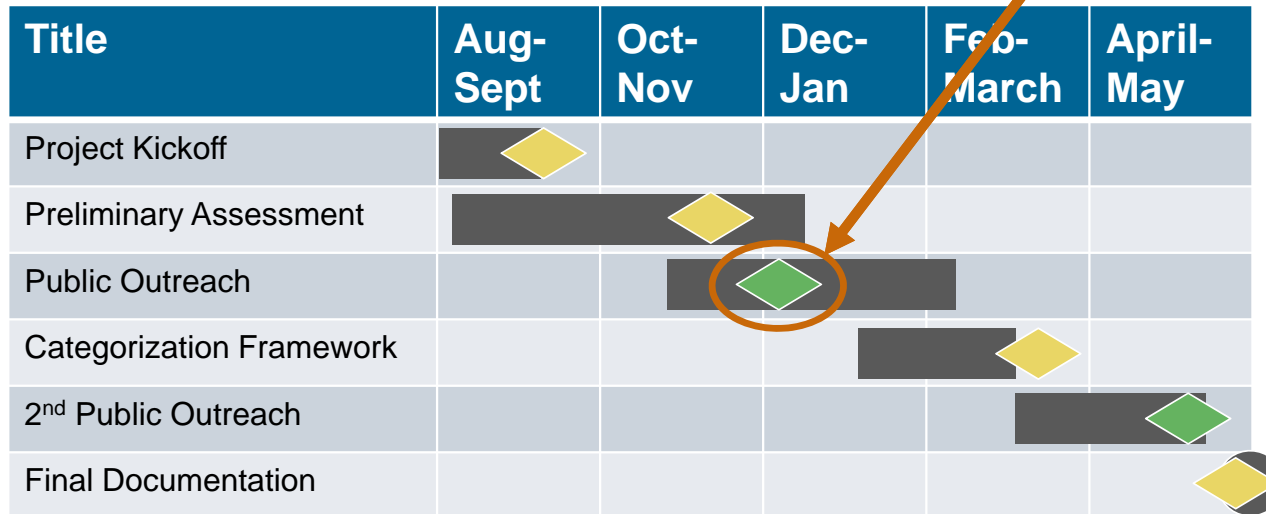 Title
Aug-
Sept
Oct-
Nov
Dec-
Jan
Feb-
March
April-
May
Project Kickoff
Preliminary Assessment
Public Outreach
Categorization Framework
2nd Public Outreach
Final Documentation